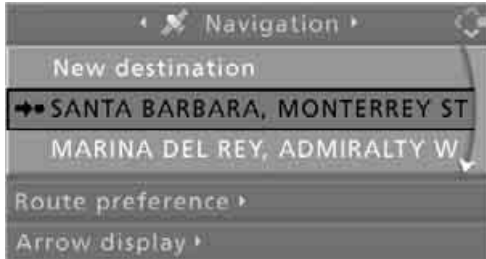 Navigation
New destination
SANTA BARBARA, MONTERREY ST
MARINA DEL REY, ADMIRALTY W
Route preference
Arrow display